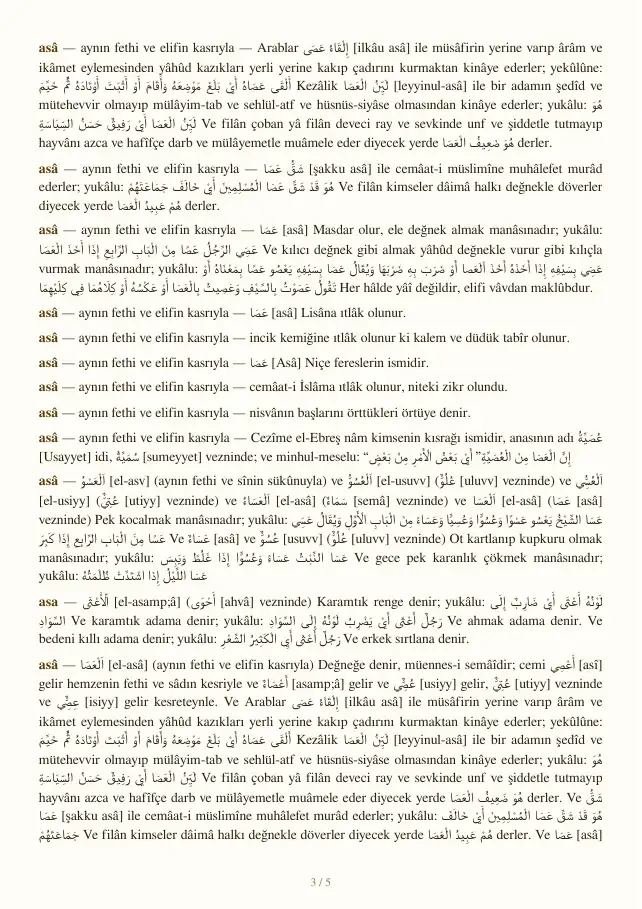 asâ — aynın fethi ve elifin kasrıyla — Arablar إِلْقَاءُ عَصَى [ilkâu asâ] ile müsâfirin yerine varıp ârâm ve
ikâmet eylemesinden yâhûd kazıkları yerli yerine kakıp çadırını kurmaktan kinâye ederler; yekûlûne:
أَلْقَى عَصَاهُ أَيْ بَلَغَ مَوْضِعَهُ وَأَقَامَ أَوْ أَثْبَتَ أَوْتَادَهُ ثُمَّ خَيَّمَ Kezâlik لَيِّنُ الْعَصَا [leyyinul-asâ] ile bir adamın şedîd ve
mütehevvir olmayıp mülâyim-tab ve sehlül-atf ve hüsnüs-siyâse olmasından kinâye ederler; yukâlu: هُوَ
لَيِّنُ الْعَصَا أَيْ رَفِيقٌ حَسَنُ السِّيَاسَةِ Ve filân çoban yâ filân deveci ray ve sevkinde unf ve şiddetle tutmayıp
hayvânı azca ve hafîfçe darb ve mülâyemetle muâmele eder diyecek yerde هُوَ ضَعِيفُ الْعَصَا derler.
asâ — aynın fethi ve elifin kasrıyla — شَقُّ عَصَا [şakku asâ] ile cemâat-i müslimîne muhâlefet murâd
ederler; yukâlu: هُوَ قَدْ شَقَّ عَصَا الْمُسْلِمِينَ أَيْ خَالَفَ جَمَاعَتَهُمْ Ve filân kimseler dâimâ halkı değnekle döverler
diyecek yerde هُمْ عَبِيدُ الْعَصَا derler.
asâ — aynın fethi ve elifin kasrıyla — عَصَا [asâ] Masdar olur, ele değnek almak manâsınadır; yukâlu:
عَصِيَ الرَّجُلُ عَصًا مِنَ الْبَابِ الرَّابِعِ إِذَا أَخَذَ الْعَصَا Ve kılıcı değnek gibi almak yâhûd değnekle vurur gibi kılıçla
vurmak manâsınadır; yukâlu: عَصِيَ بِسَيْفِهِ إِذَا أَخَذَهُ أَخْذَ الْعَصَا أَوْ ضَرَبَ بِهِ ضَرْبَهَا وَيُقَالُ عَصَا بِسَيْفِهِ يَعْصُو عَصًا بِمَعْنَاهُ أَوْ
تَقُولُ عَصَوْتُ بِالسَّيْفِ وَعَصِيتُ بِالْعَصَا أَوْ عَكْسُهُ أَوْ كِلَاهُمَا فِي كِلَيْهِمَا Her hâlde yâî değildir, elifi vâvdan maklûbdur.
asâ — aynın fethi ve elifin kasrıyla — عَصَا [asâ] Lisâna ıtlâk olunur.
asâ — aynın fethi ve elifin kasrıyla — incik kemiğine ıtlâk olunur ki kalem ve düdük tabîr olunur.
asâ — aynın fethi ve elifin kasrıyla — عَصَا [Asâ] Niçe fereslerin ismidir.
asâ — aynın fethi ve elifin kasrıyla — cemâat-i İslâma ıtlâk olunur, niteki zikr olundu.
asâ — aynın fethi ve elifin kasrıyla — nisvânın başlarını örttükleri örtüye denir.
asâ — aynın fethi ve elifin kasrıyla — Cezîme el-Ebreş nâm kimsenin kısrağı ismidir, anasının adı عُصَيَّةُ
[Usayyet] idi, سُمَيَّةُ [sumeyyet] vezninde; ve minhul-meselu: “إِنَّ الْعَصَا مِنَ الْعُصَيَّةِ” أَيْ بَعْضُ الْأَمْرِ مِنْ بَعْضٍ
asâ — اَلْعَسْوُ [el-asv] (aynın fethi ve sînin sükûnuyla) ve اَلْعُسُوُّ [el-usuvv] (عُلُوٌّ [uluvv] vezninde) ve اَلْعُسِيُّ
[el-usiyy] (عُتِيٌّ [utiyy] vezninde) ve اَلْعَسَاءُ [el-asâ] (سَمَاءٌ [semâ] vezninde) ve اَلْعَسَا [el-asâ] (عَصَا [asâ]
vezninde) Pek kocalmak manâsınadır; yukâlu: عَسَا الشَّيْخُ يَعْسُو عَسْوًا وَعُسُوًّا وَعُسِيًّا وَعَسَاءً مِنَ الْبَابِ الْأَوَّلِ وَيُقَالُ عَسِيَ
عَسًا مِنَ الْبَابِ الرَّابِعِ إِذَا كَبِرَ Ve عَسَاءٌ [asâ] ve عُسُوٌّ [usuvv] (عُلُوٌّ [uluvv] vezninde) Ot kartlanıp kupkuru olmak
manâsınadır; yukâlu: عَسَا النَّبْتُ عَسَاءً وَعُسُوًّا إِذَا غَلُظَ وَيَبِسَ Ve gece pek karanlık çökmek manâsınadır;
yukâlu: عَسَا اللَّيْلُ إِذَا اشْتَدَّتْ ظُلْمَتُهُ
asa — اَلْأَعْثَى [el-asamp;â] (أَحْوَى [ahvâ] vezninde) Karamtık renge denir; yukâlu: لَوْنُهُ أَعْثَى أَيْ ضَارِبٌ إِلَى
السَّوَادِ Ve karamtık adama denir; yukâlu: رَجُلٌ أَعْثَى أَيْ يَضْرِبُ لَوْنُهُ إِلَى السَّوَادِ Ve ahmak adama denir. Ve
bedeni kıllı adama denir; yukâlu: رَجُلٌ أَعْثَى أَيِ الْكَثِيرُ الشَّعْرِ Ve erkek sırtlana denir.
asâ — اَلْعَصَا [el-asâ] (aynın fethi ve elifin kasrıyla) Değneğe denir, müennes-i semâîdir; cemi أَعْصِي [asî]
gelir hemzenin fethi ve sâdın kesriyle ve أَعْصَاءٌ [asamp;â] gelir ve عُصِيٌّ [usiyy] gelir, عُتِيٌّ [utiyy] vezninde
ve عِصِيٌّ [isiyy] gelir kesreteynle. Ve Arablar إِلْقَاءُ عَصَى [ilkâu asâ] ile müsâfirin yerine varıp ârâm ve
ikâmet eylemesinden yâhûd kazıkları yerli yerine kakıp çadırını kurmaktan kinâye ederler; yekûlûne:
أَلْقَى عَصَاهُ أَيْ بَلَغَ مَوْضِعَهُ وَأَقَامَ أَوْ أَثْبَتَ أَوْتَادَهُ ثُمَّ خَيَّمَ Kezâlik لَيِّنُ الْعَصَا [leyyinul-asâ] ile bir adamın şedîd ve
mütehevvir olmayıp mülâyim-tab ve sehlül-atf ve hüsnüs-siyâse olmasından kinâye ederler; yukâlu: هُوَ
لَيِّنُ الْعَصَا أَيْ رَفِيقٌ حَسَنُ السِّيَاسَةِ Ve filân çoban yâ filân deveci ray ve sevkinde unf ve şiddetle tutmayıp
hayvânı azca ve hafîfçe darb ve mülâyemetle muâmele eder diyecek yerde هُوَ ضَعِيفُ الْعَصَا derler. Ve شَقُّ
عَصَا [şakku asâ] ile cemâat-i müslimîne muhâlefet murâd ederler; yukâlu: هُوَ قَدْ شَقَّ عَصَا الْمُسْلِمِينَ أَيْ خَالَفَ
جَمَاعَتَهُمْ Ve filân kimseler dâimâ halkı değnekle döverler diyecek yerde هُمْ عَبِيدُ الْعَصَا derler. Ve عَصَا [asâ]
3 / 5